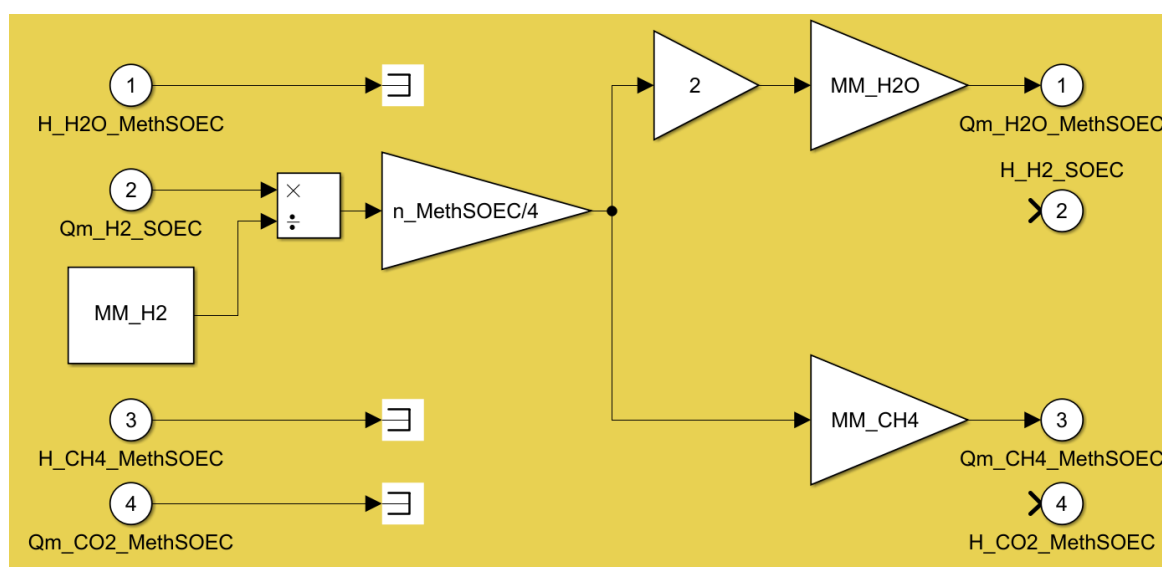 1
H_H2O_MethSOEC
2
MM_H2O
1
Qm_H2O_MethSOEC
2
Qm_H2_SOEC
×
÷
n_MethSOEC/4
H_H2_SOEC
2
MM_H2
3
H_CH4_MethSOEC
MM_CH4
3
Qm_CH4_MethSOEC
4
Qm_CO2_MethSOEC
4
H_CO2_MethSOEC